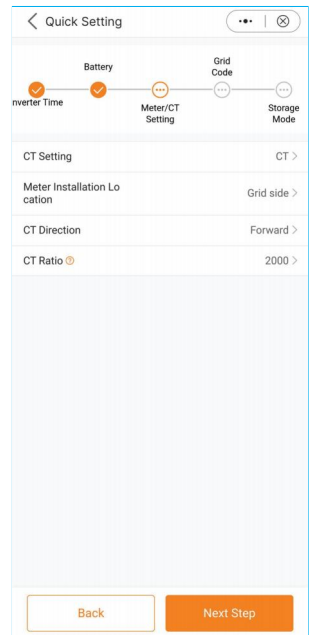 Quick Setting
Battery
Grid
Code
nverter Time
Meter/CT
Setting
Storage
Mode
CT Setting
CT
Meter Installation Lo
cation
Grid side
CT Direction
Forward
CT Ratio
2000
Back
Next Step